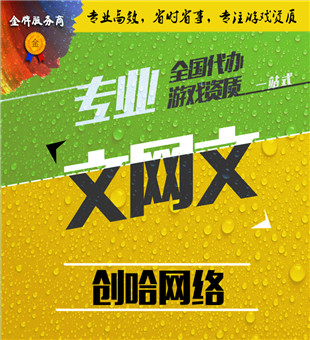 金牌服务商
专业高效，省时省事，专注游戏资质
金
专业!
全国代办
游戏资质
一站式
文网文
创哈网络